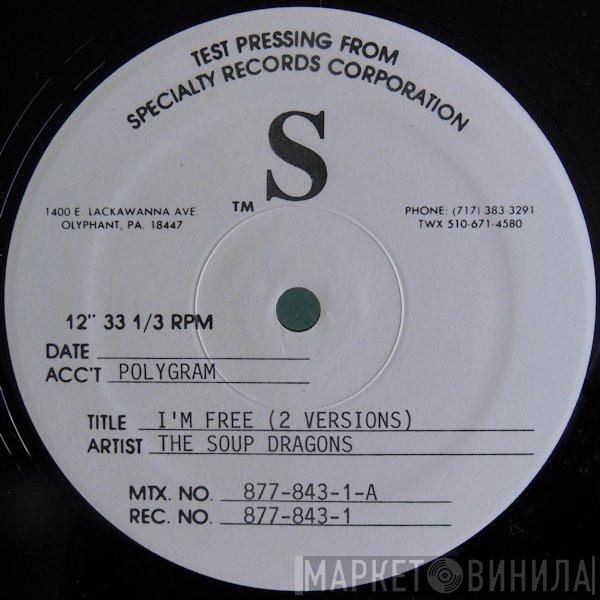 TEST PRESSING FROM
SPECIALTY RECORDS CORPORATION
S
TM
1400 E. LACKAWANNA AVE.
OLYPHANT, PA. 18447
PHONE: (717) 383-3291
TWX 510-671-4580
12" 33 1/3 RPM
DATE
ACC'T POLYGRAM
TITLE I'M FREE (2 VERSIONS)
ARTIST THE SOUP DRAGONS
MTX. NO. 877-843-1-A
REC. NO. 877-843-1
МАРКЕТ ВИНИЛА